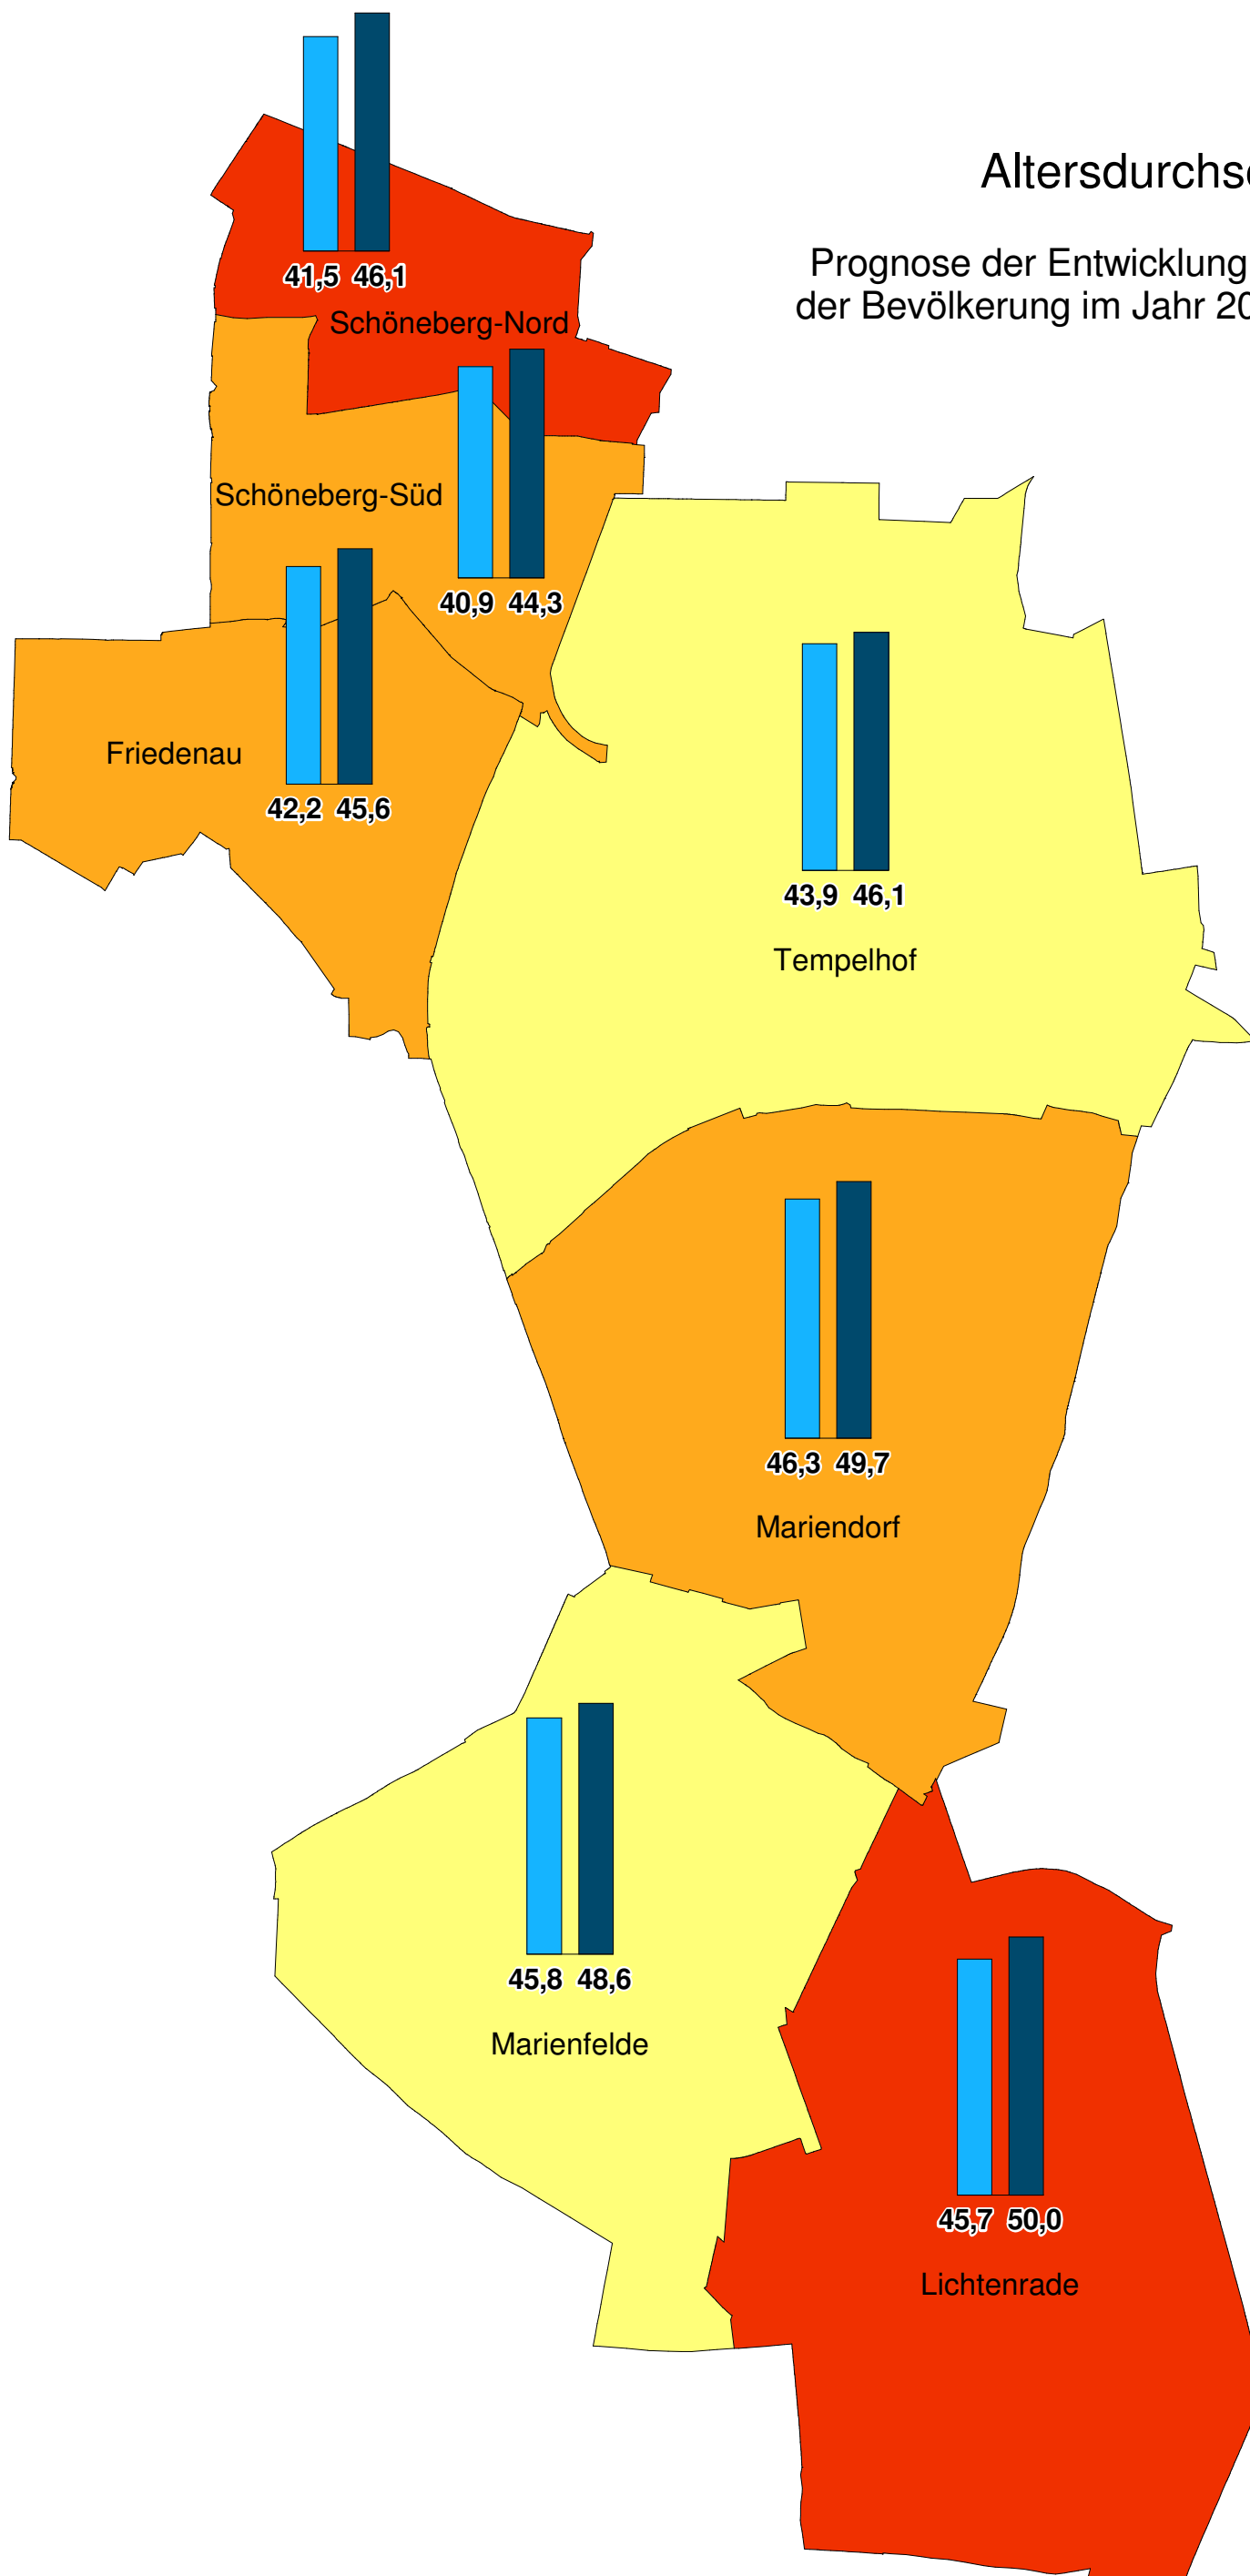 Prognose der Entwicklung
der Bevölkerung im Jahr
41,5 46,1
Schöneberg-Nord
Schöneberg-Süd
40,9 44,3
Friedenau
42,2 45,6
43,9 46,1
Tempelhof
46,3 49,7
Mariendorf
45,8 48,6
Marienfelde
45,7 50,0
Lichtenrade